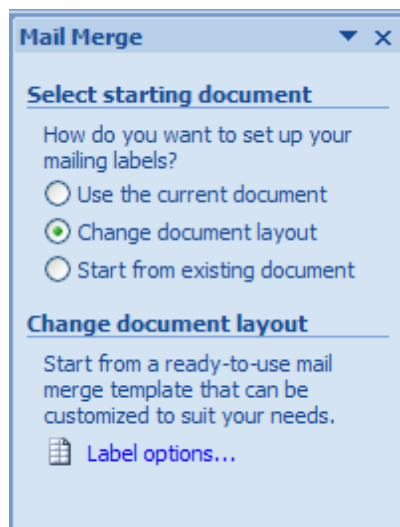 Mail Merge
Select starting document
How do you want to set up your
mailing labels?
Use the current document
Change document layout
Start from existing document
Change document layout
Start from a ready-to-use mail
merge template that can be
customized to suit your needs.
Label options...